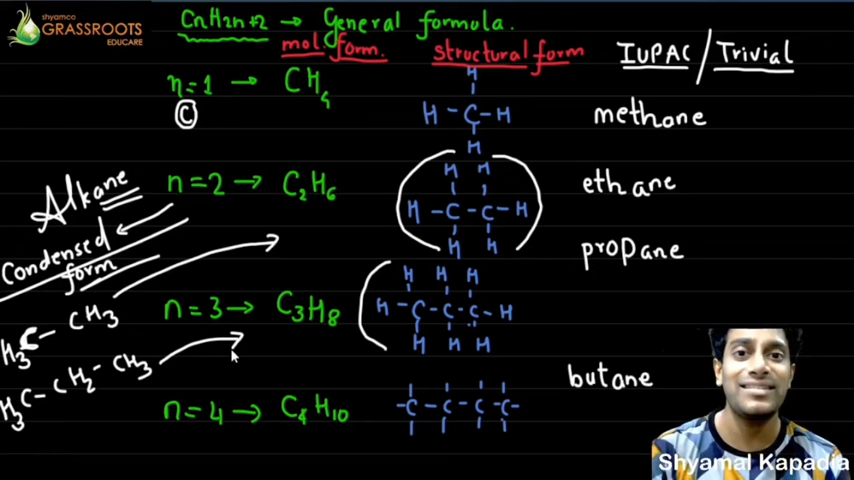 shyamco
GRASSROOTS
EDUCARE
CnH2n+2 → General formula.
mol. form. structural form IUPAC / Trivial
n=1 → CH4
C
H
H - C - H
H
methane
n=2 → C2H6
H H
H - C - C - H
H H
ethane
Alkane
Condensed form
H3C - CH3
propane
n=3 → C3H8
H H H
H - C - C - C - H
H H H
H3C - CH2 - CH3
n=4 → C4H10
- C - C - C - C -
butane
Shyamal Kapadia